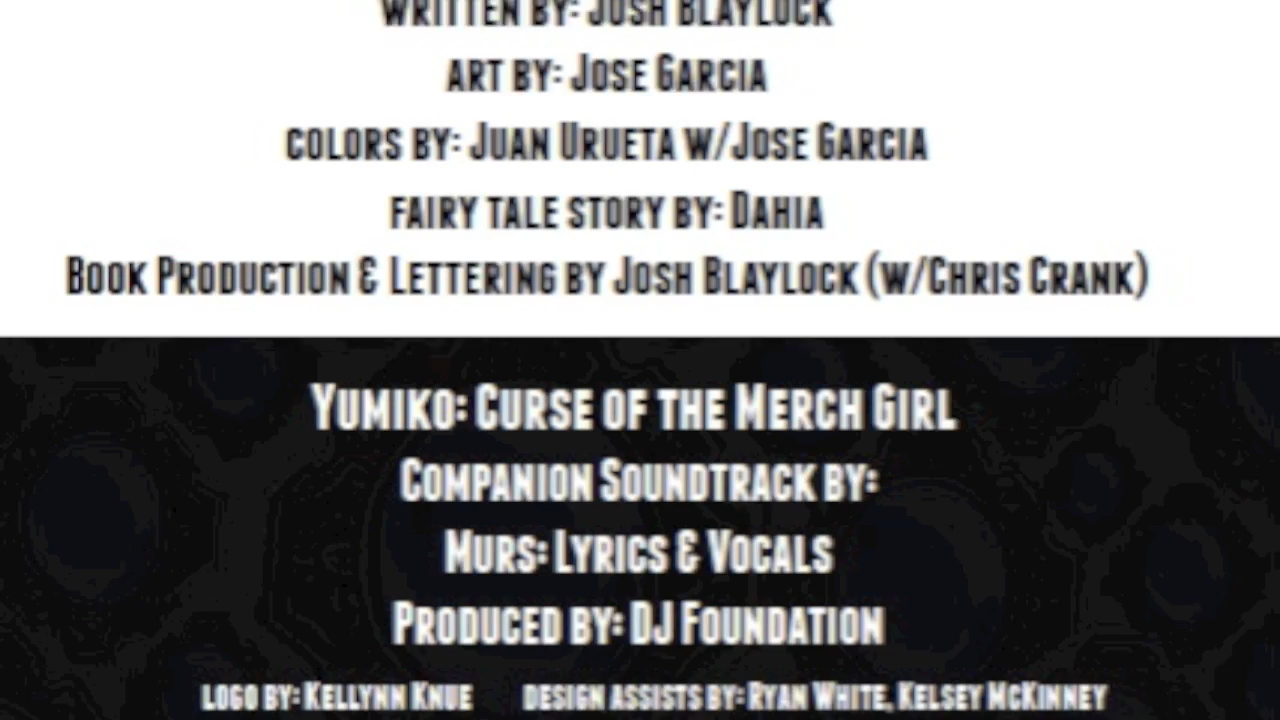 WRITTEN BY: JOSH BLAYLOCK
ART BY: JOSE GARCIA
COLORS BY: JUAN URUETA W/JOSE GARCIA
FAIRY TALE STORY BY: DAHIA
BOOK PRODUCTION & LETTERING BY JOSH BLAYLOCK (W/CHRIS CRANK)
YUMIKO: CURSE OF THE MERCH GIRL
COMPANION SOUNDTRACK BY:
MURS: LYRICS & VOCALS
PRODUCED BY: DJ FOUNDATION
LOGO BY: KELLYNN KNUE DESIGN ASSISTS BY: RYAN WHITE, KELSEY MCKINNEY